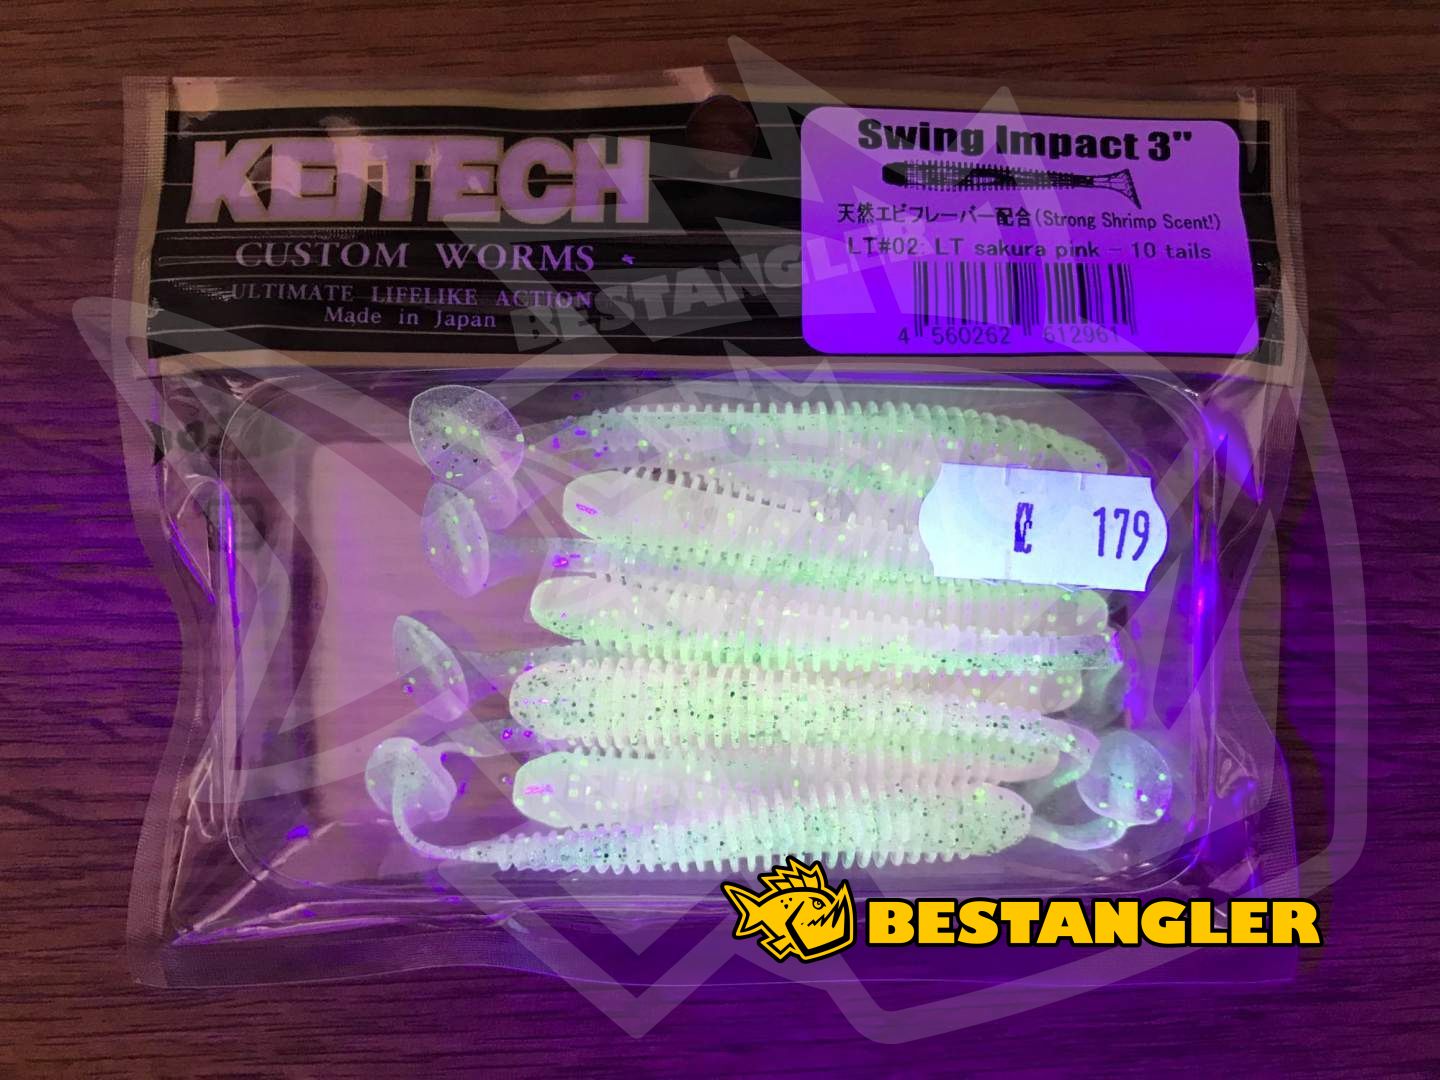 KEITECH
CUSTOM WORMS
ULTIMATE LIFELIKE ACTION
Made in Japan
Swing Impact 3"
天然エビフレーバー配合(Strong Shrimp Scent!)
LT#02: LT sakura pink - 10 tails
4 560262 612961
BESTANGLER
179
BESTANGLER